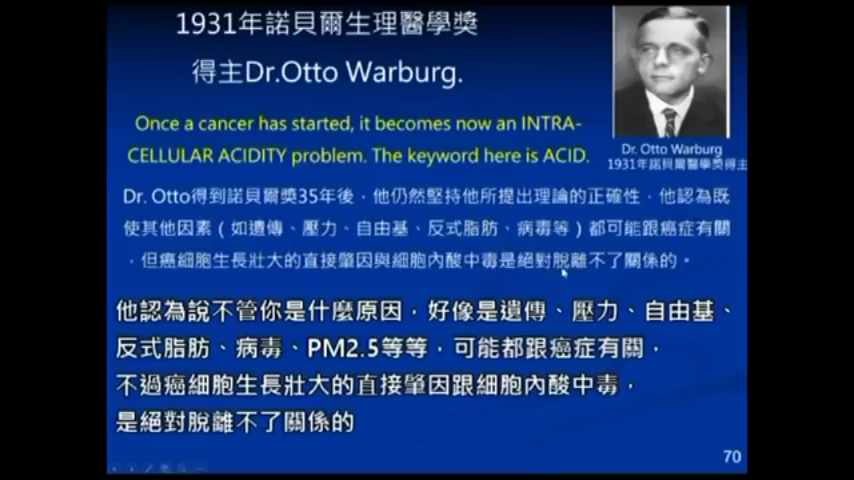 1931年諾貝爾生理醫學獎
得主Dr.Otto Warburg.
Once a cancer has started, it becomes now an INTRA-
CELLULAR ACIDITY problem. The keyword here is ACID.
Dr. Otto Warburg
1931年諾貝爾醫學獎得主
Dr. Otto得到諾貝爾獎35年後，他仍然堅持他所提出理論的正確性，他認為既
使其他因素（如遺傳、壓力、自由基、反式脂肪、病毒等）都可能跟癌症有關
，但癌細胞生長壯大的直接肇因與細胞內酸中毒是絕對脫離不了關係的。
他認為說不管你是什麼原因，好像是遺傳、壓力、自由基、
反式脂肪、病毒、PM2.5等等，可能都跟癌症有關，
不過癌細胞生長壯大的直接肇因跟細胞內酸中毒，
是絕對脫離不了關係的
70